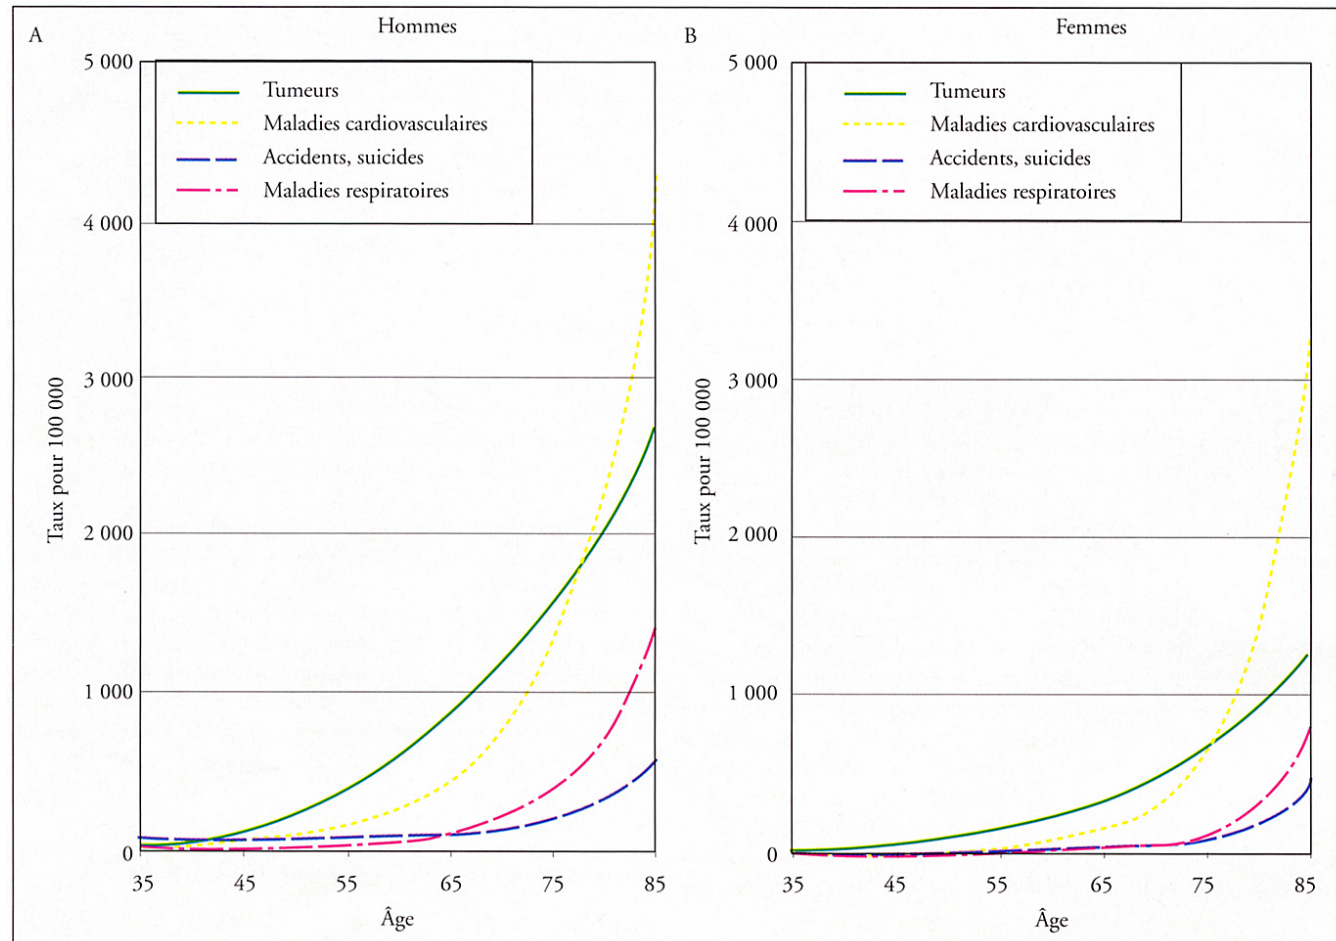 A
Hommes
5 000
Tumeurs
Maladies cardiovasculaires
Accidents, suicides
Maladies respiratoires
4 000
3 000
2 000
1 000
0
Taux pour 100 000
35 45 55 65 75 85
Âge
B
Femmes
5 000
Tumeurs
Maladies cardiovasculaires
Accidents, suicides
Maladies respiratoires
4 000
3 000
2 000
1 000
0
Taux pour 100 000
35 45 55 65 75 85
Âge